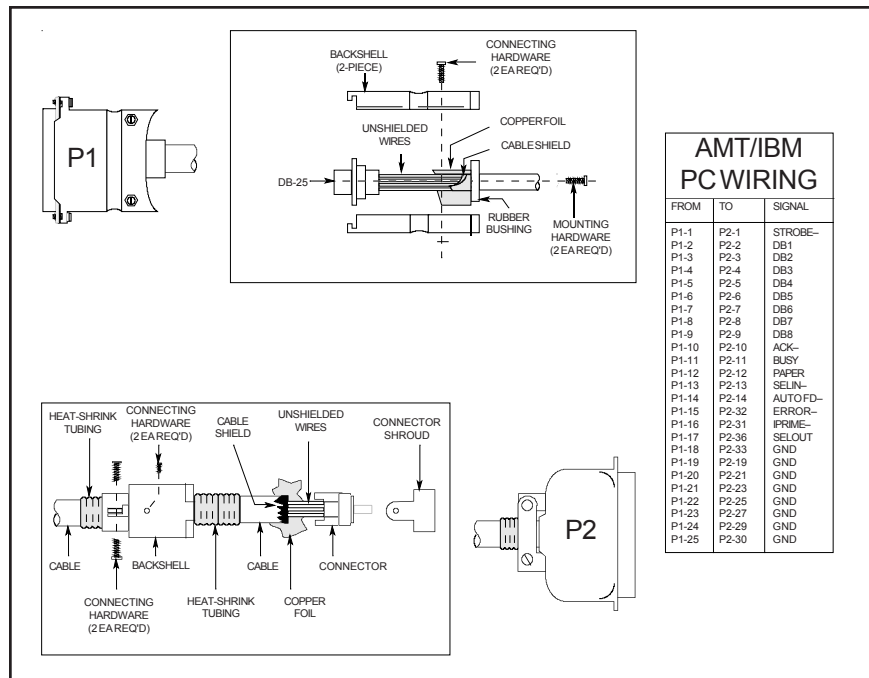 P1
BACKSHELL
(2-PIECE)
CONNECTING
HARDWARE
(2 EA REQ'D)
UNSHIELDED
WIRES
COPPER FOIL
CABLE SHIELD
DB-25
RUBBER
BUSHING
MOUNTING
HARDWARE
(2 EA REQ'D)
AMT/IBM
PC WIRING
FROM TO SIGNAL
P1-1 P2-1 STROBE–
P1-2 P2-2 DB1
P1-3 P2-3 DB2
P1-4 P2-4 DB3
P1-5 P2-5 DB4
P1-6 P2-6 DB5
P1-7 P2-7 DB6
P1-8 P2-8 DB7
P1-9 P2-9 DB8
P1-10 P2-10 ACK–
P1-11 P2-11 BUSY
P1-12 P2-12 PAPER
P1-13 P2-13 SELIN–
P1-14 P2-14 AUTO FD–
P1-15 P2-32 ERROR–
P1-16 P2-31 IPRIME–
P1-17 P2-36 SELOUT
P1-18 P2-33 GND
P1-19 P2-19 GND
P1-20 P2-21 GND
P1-21 P2-23 GND
P1-22 P2-25 GND
P1-23 P2-27 GND
P1-24 P2-29 GND
P1-25 P2-30 GND
HEAT-SHRINK
TUBING
CONNECTING
HARDWARE
(2 EA REQ'D)
CABLE
SHIELD
UNSHIELDED
WIRES
CONNECTOR
SHROUD
CABLE
BACKSHELL
CABLE
CONNECTOR
CONNECTING
HARDWARE
(2 EA REQ'D)
HEAT-SHRINK
TUBING
COPPER
FOIL
P2